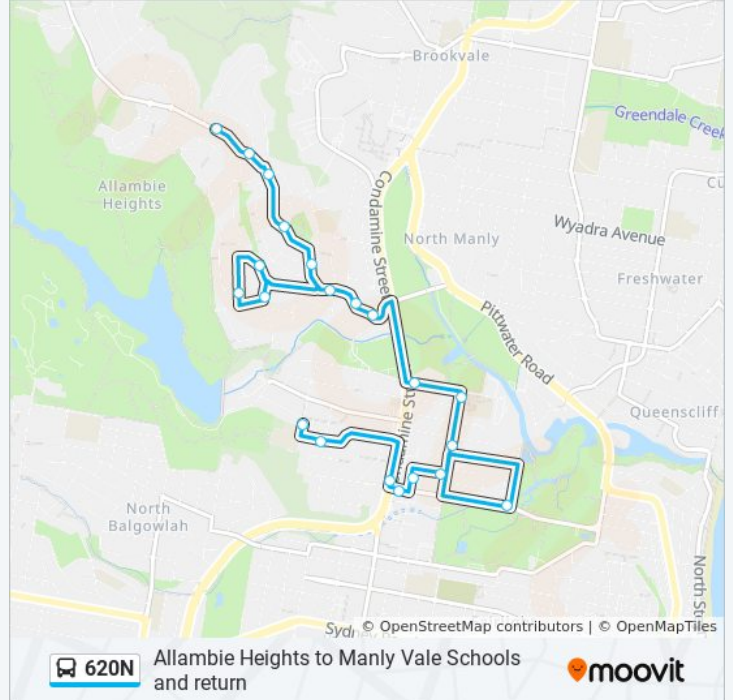 Brookvale
Greendale Creek
Allambie
Heights
Condamine Street
Wyadra Avenue
North Manly
Freshwater
Pittwater Road
Queenscliff
North
Balgowlah
© OpenStreetMap contributors | © OpenMapTiles
620N
Allambie Heights to Manly Vale Schools
and return
moovit